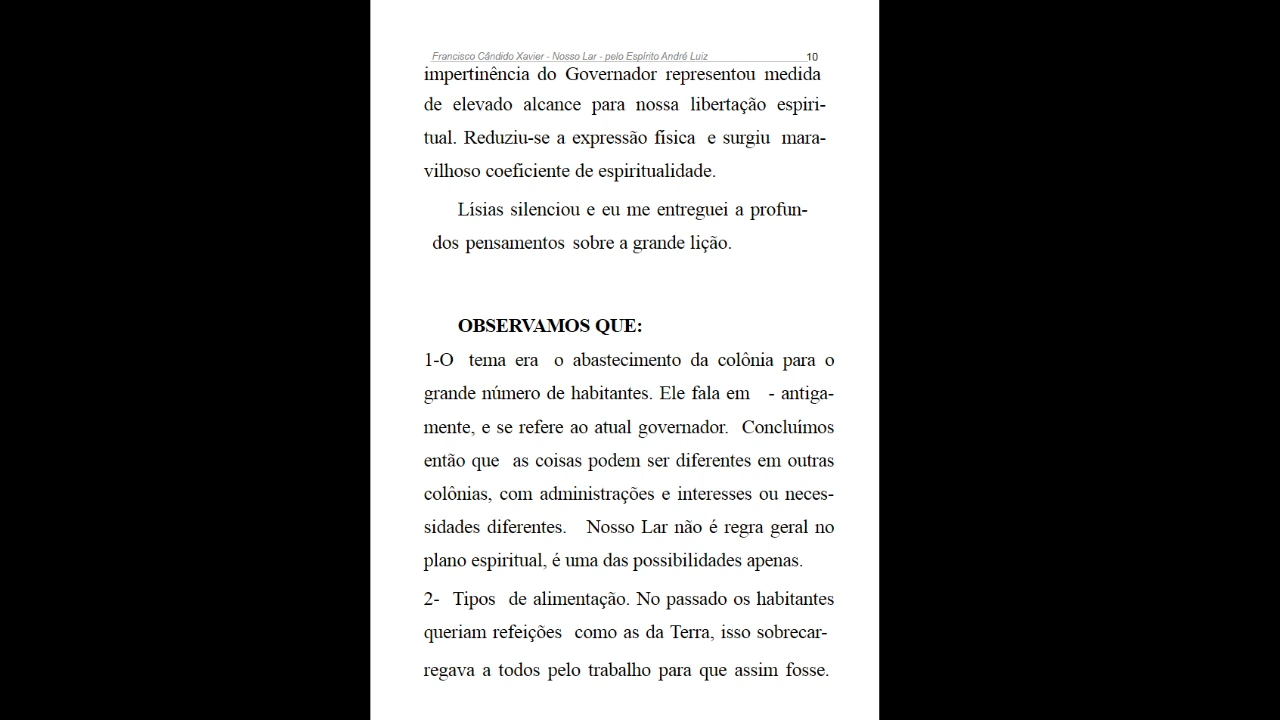 Francisco Cândido Xavier - Nosso Lar - pelo Espírito André Luiz 10
impertinência do Governador representou medida
de elevado alcance para nossa libertação espiri-
tual. Reduziu-se a expressão física e surgiu mara-
vilhoso coeficiente de espiritualidade.
Lísias silenciou e eu me entreguei a profun-
dos pensamentos sobre a grande lição.
OBSERVAMOS QUE:
1-O tema era o abastecimento da colônia para o
grande número de habitantes. Ele fala em - antiga-
mente, e se refere ao atual governador. Concluímos
então que as coisas podem ser diferentes em outras
colônias, com administrações e interesses ou neces-
sidades diferentes. Nosso Lar não é regra geral no
plano espiritual, é uma das possibilidades apenas.
2- Tipos de alimentação. No passado os habitantes
queriam refeições como as da Terra, isso sobrecar-
regava a todos pelo trabalho para que assim fosse.